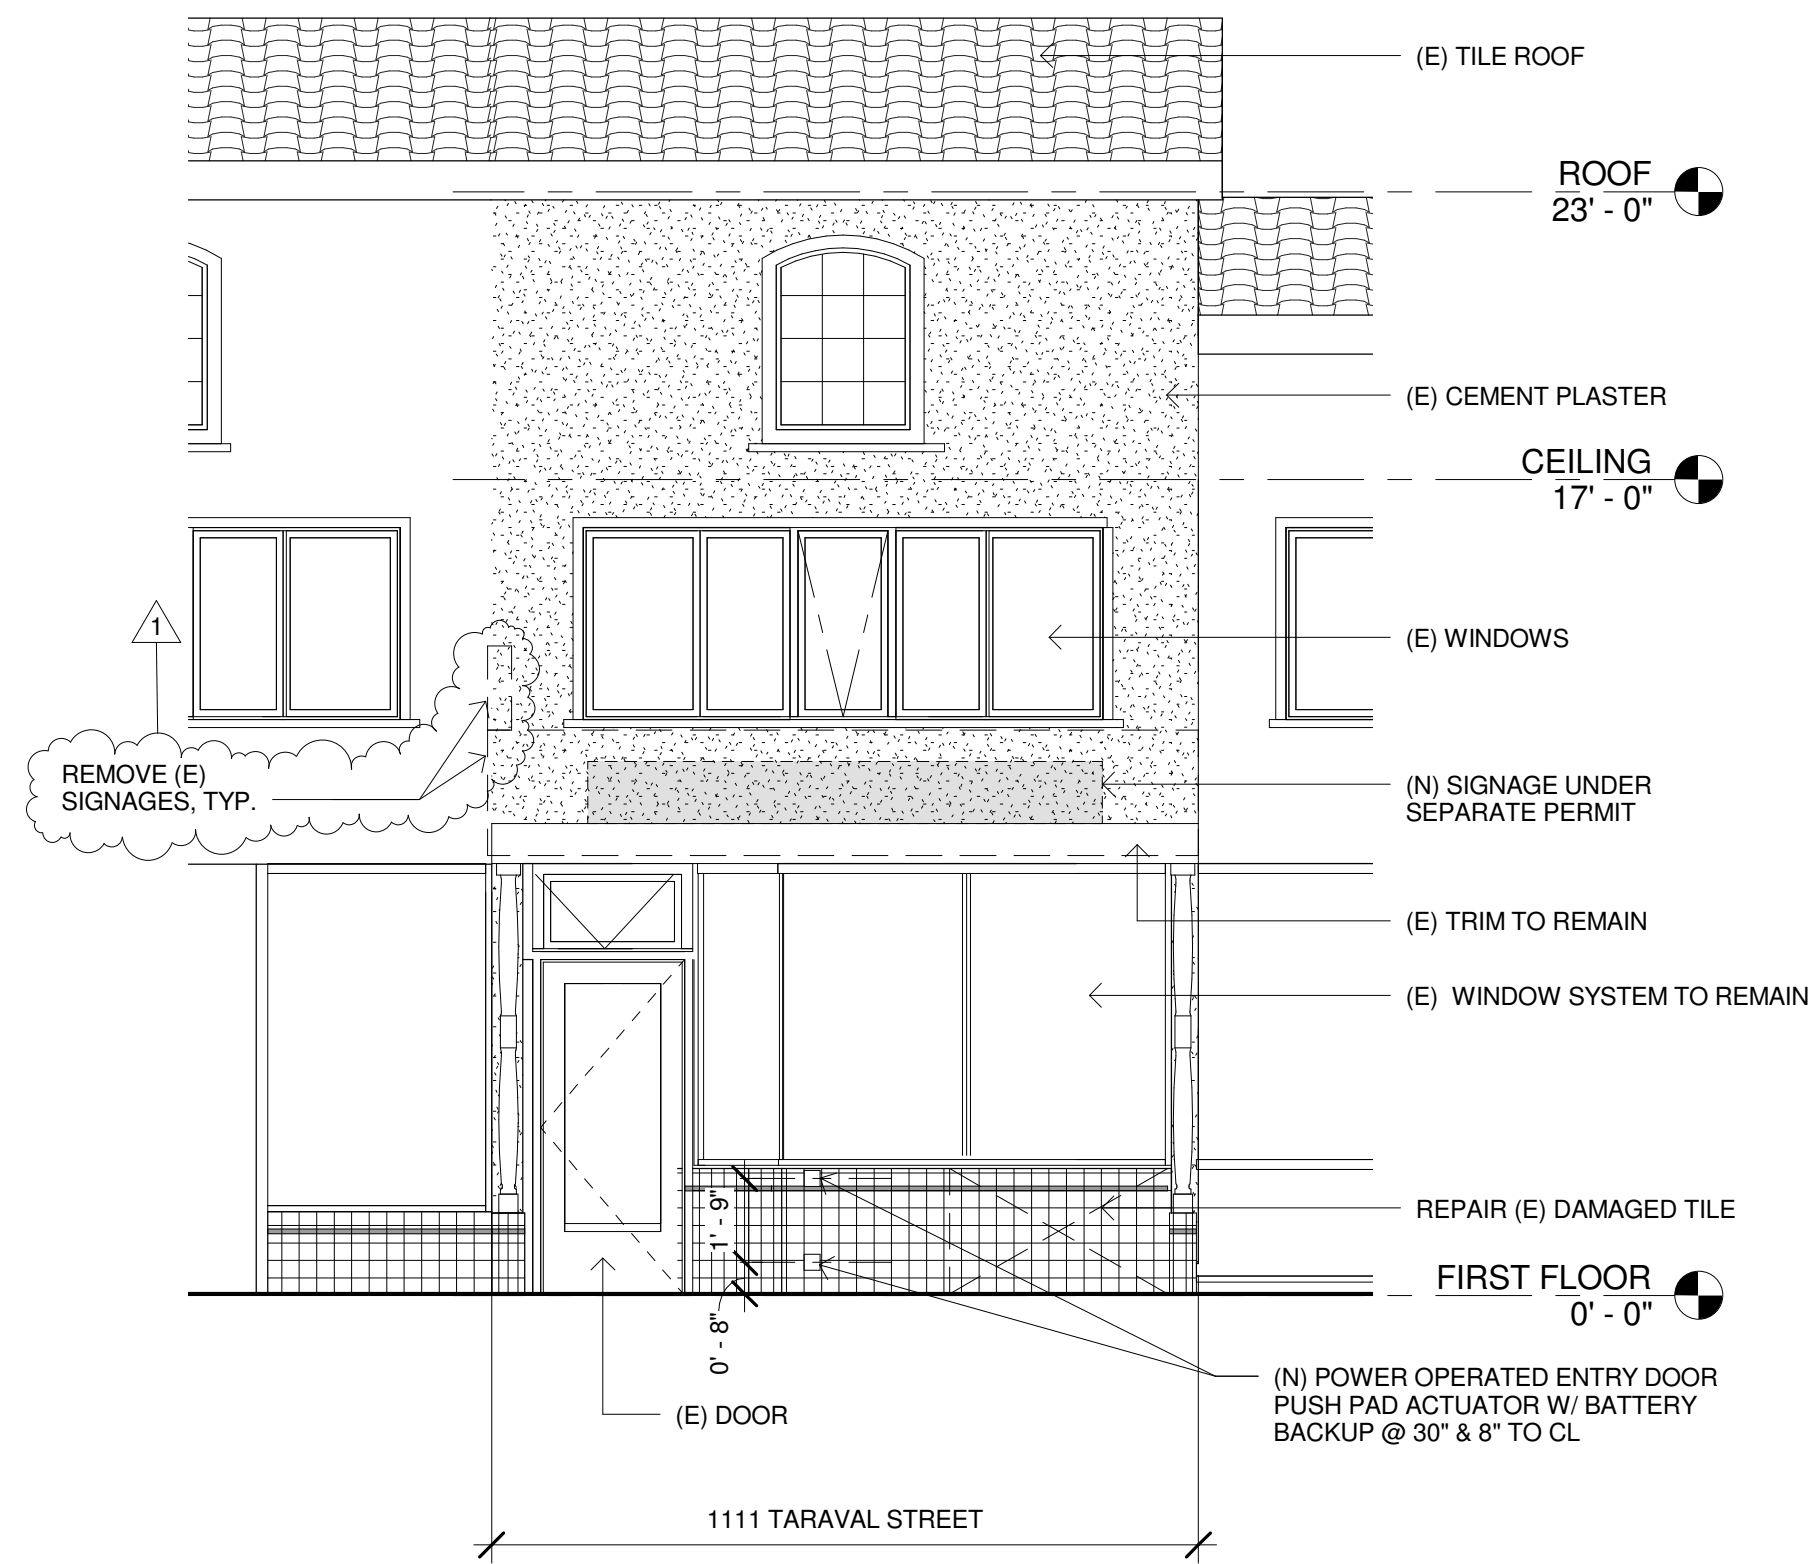 (E) TILE ROOF
ROOF
23' - 0"
(E) CEMENT PLASTER
CEILING
17' - 0"
1
(E) WINDOWS
REMOVE (E)
SIGNAGES, TYP.
(N) SIGNAGE UNDER
SEPARATE PERMIT
(E) TRIM TO REMAIN
(E) WINDOW SYSTEM TO REMAIN
1' - 9"
REPAIR (E) DAMAGED TILE
FIRST FLOOR
0' - 0"
0' - 8"
(N) POWER OPERATED ENTRY DOOR
PUSH PAD ACTUATOR W/ BATTERY
BACKUP @ 30" & 8" TO CL
(E) DOOR
1111 TARAVAL STREET